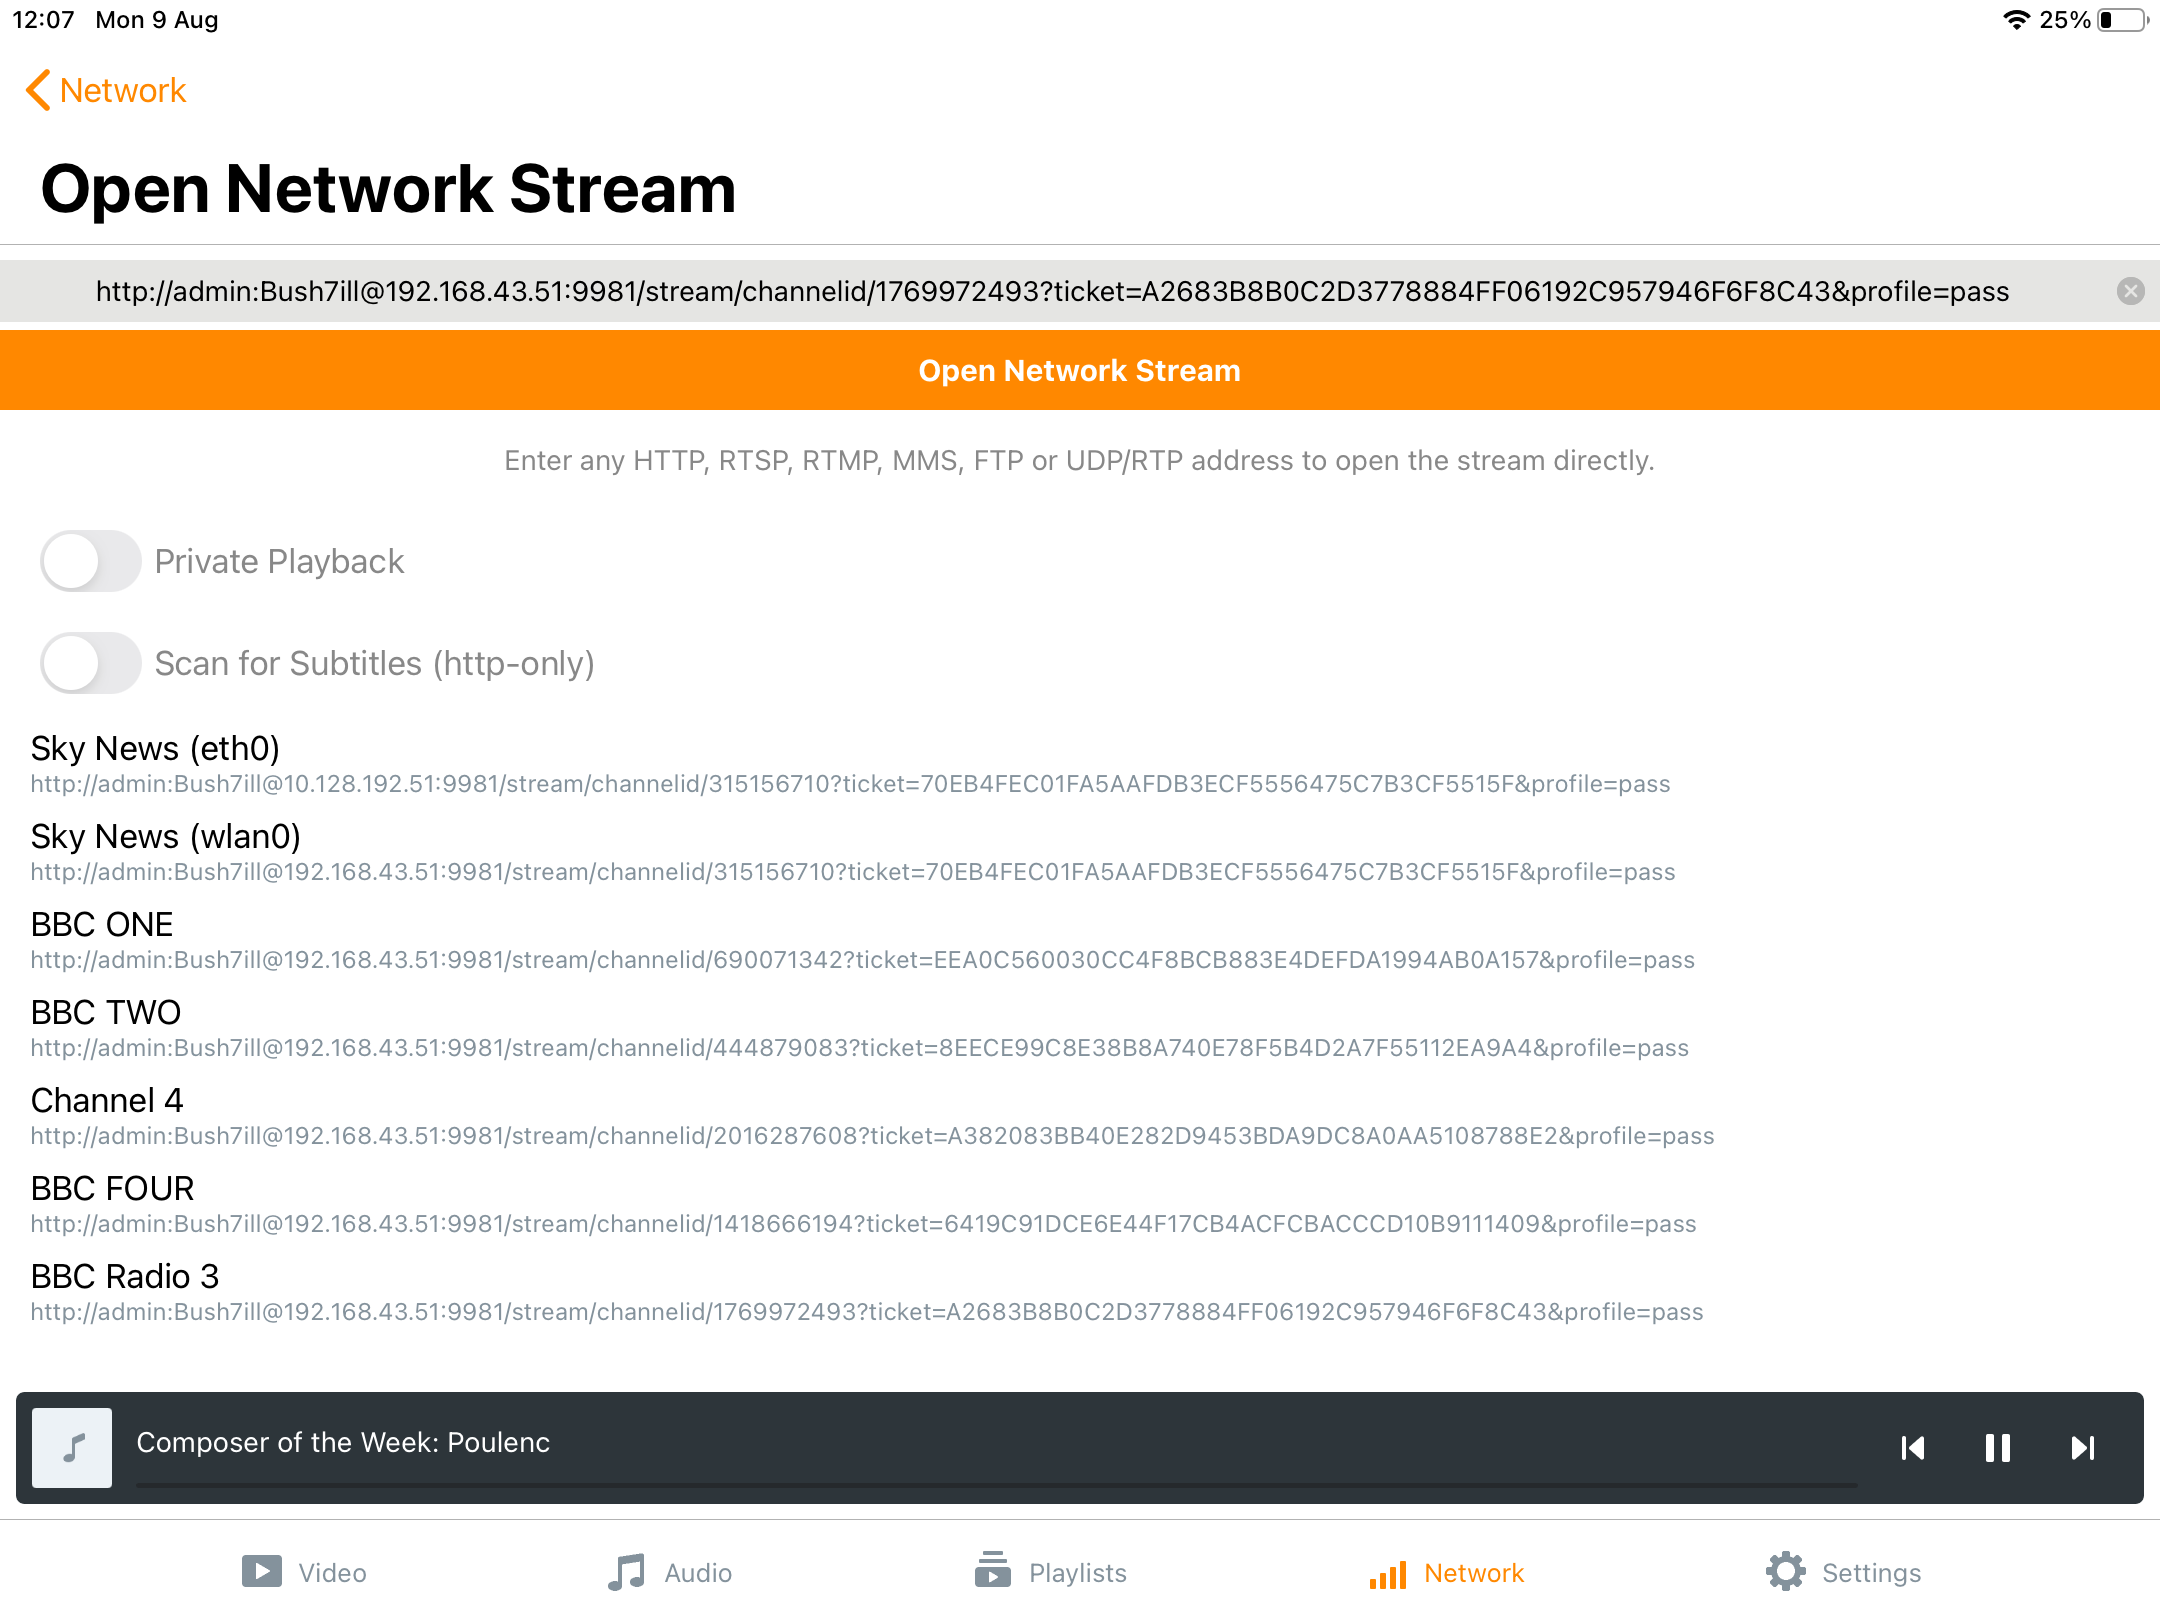 12:07 Mon 9 Aug 25%
Network
Open Network Stream
http://admin:Bush7ill@192.168.43.51:9981/stream/channelid/1769972493?ticket=A2683B8B0C2D3778884FF06192C957946F6F8C43&profile=pass
Open Network Stream
Enter any HTTP, RTSP, RTMP, MMS, FTP or UDP/RTP address to open the stream directly.
Private Playback
Scan for Subtitles (http-only)
Sky News (eth0)
http://admin:Bush7ill@10.128.192.51:9981/stream/channelid/315156710?ticket=70EB4FEC01FA5AAFDB3ECF5556475C7B3CF5515F&profile=pass
Sky News (wlan0)
http://admin:Bush7ill@192.168.43.51:9981/stream/channelid/315156710?ticket=70EB4FEC01FA5AAFDB3ECF5556475C7B3CF5515F&profile=pass
BBC ONE
http://admin:Bush7ill@192.168.43.51:9981/stream/channelid/690071342?ticket=EEA0C560030CC4F8BCB883E4DEFDA1994AB0A157&profile=pass
BBC TWO
http://admin:Bush7ill@192.168.43.51:9981/stream/channelid/444879083?ticket=8EECE99C8E38B8A740E78F5B4D2A7F55112EA9A4&profile=pass
Channel 4
http://admin:Bush7ill@192.168.43.51:9981/stream/channelid/2016287608?ticket=A382083BB40E282D9453BDA9DC8A0AA5108788E2&profile=pass
BBC FOUR
http://admin:Bush7ill@192.168.43.51:9981/stream/channelid/1418666194?ticket=6419C91DCE6E44F17CB4ACFCBACCCD10B9111409&profile=pass
BBC Radio 3
http://admin:Bush7ill@192.168.43.51:9981/stream/channelid/1769972493?ticket=A2683B8B0C2D3778884FF06192C957946F6F8C43&profile=pass
Composer of the Week: Poulenc
Video Audio Playlists Network Settings